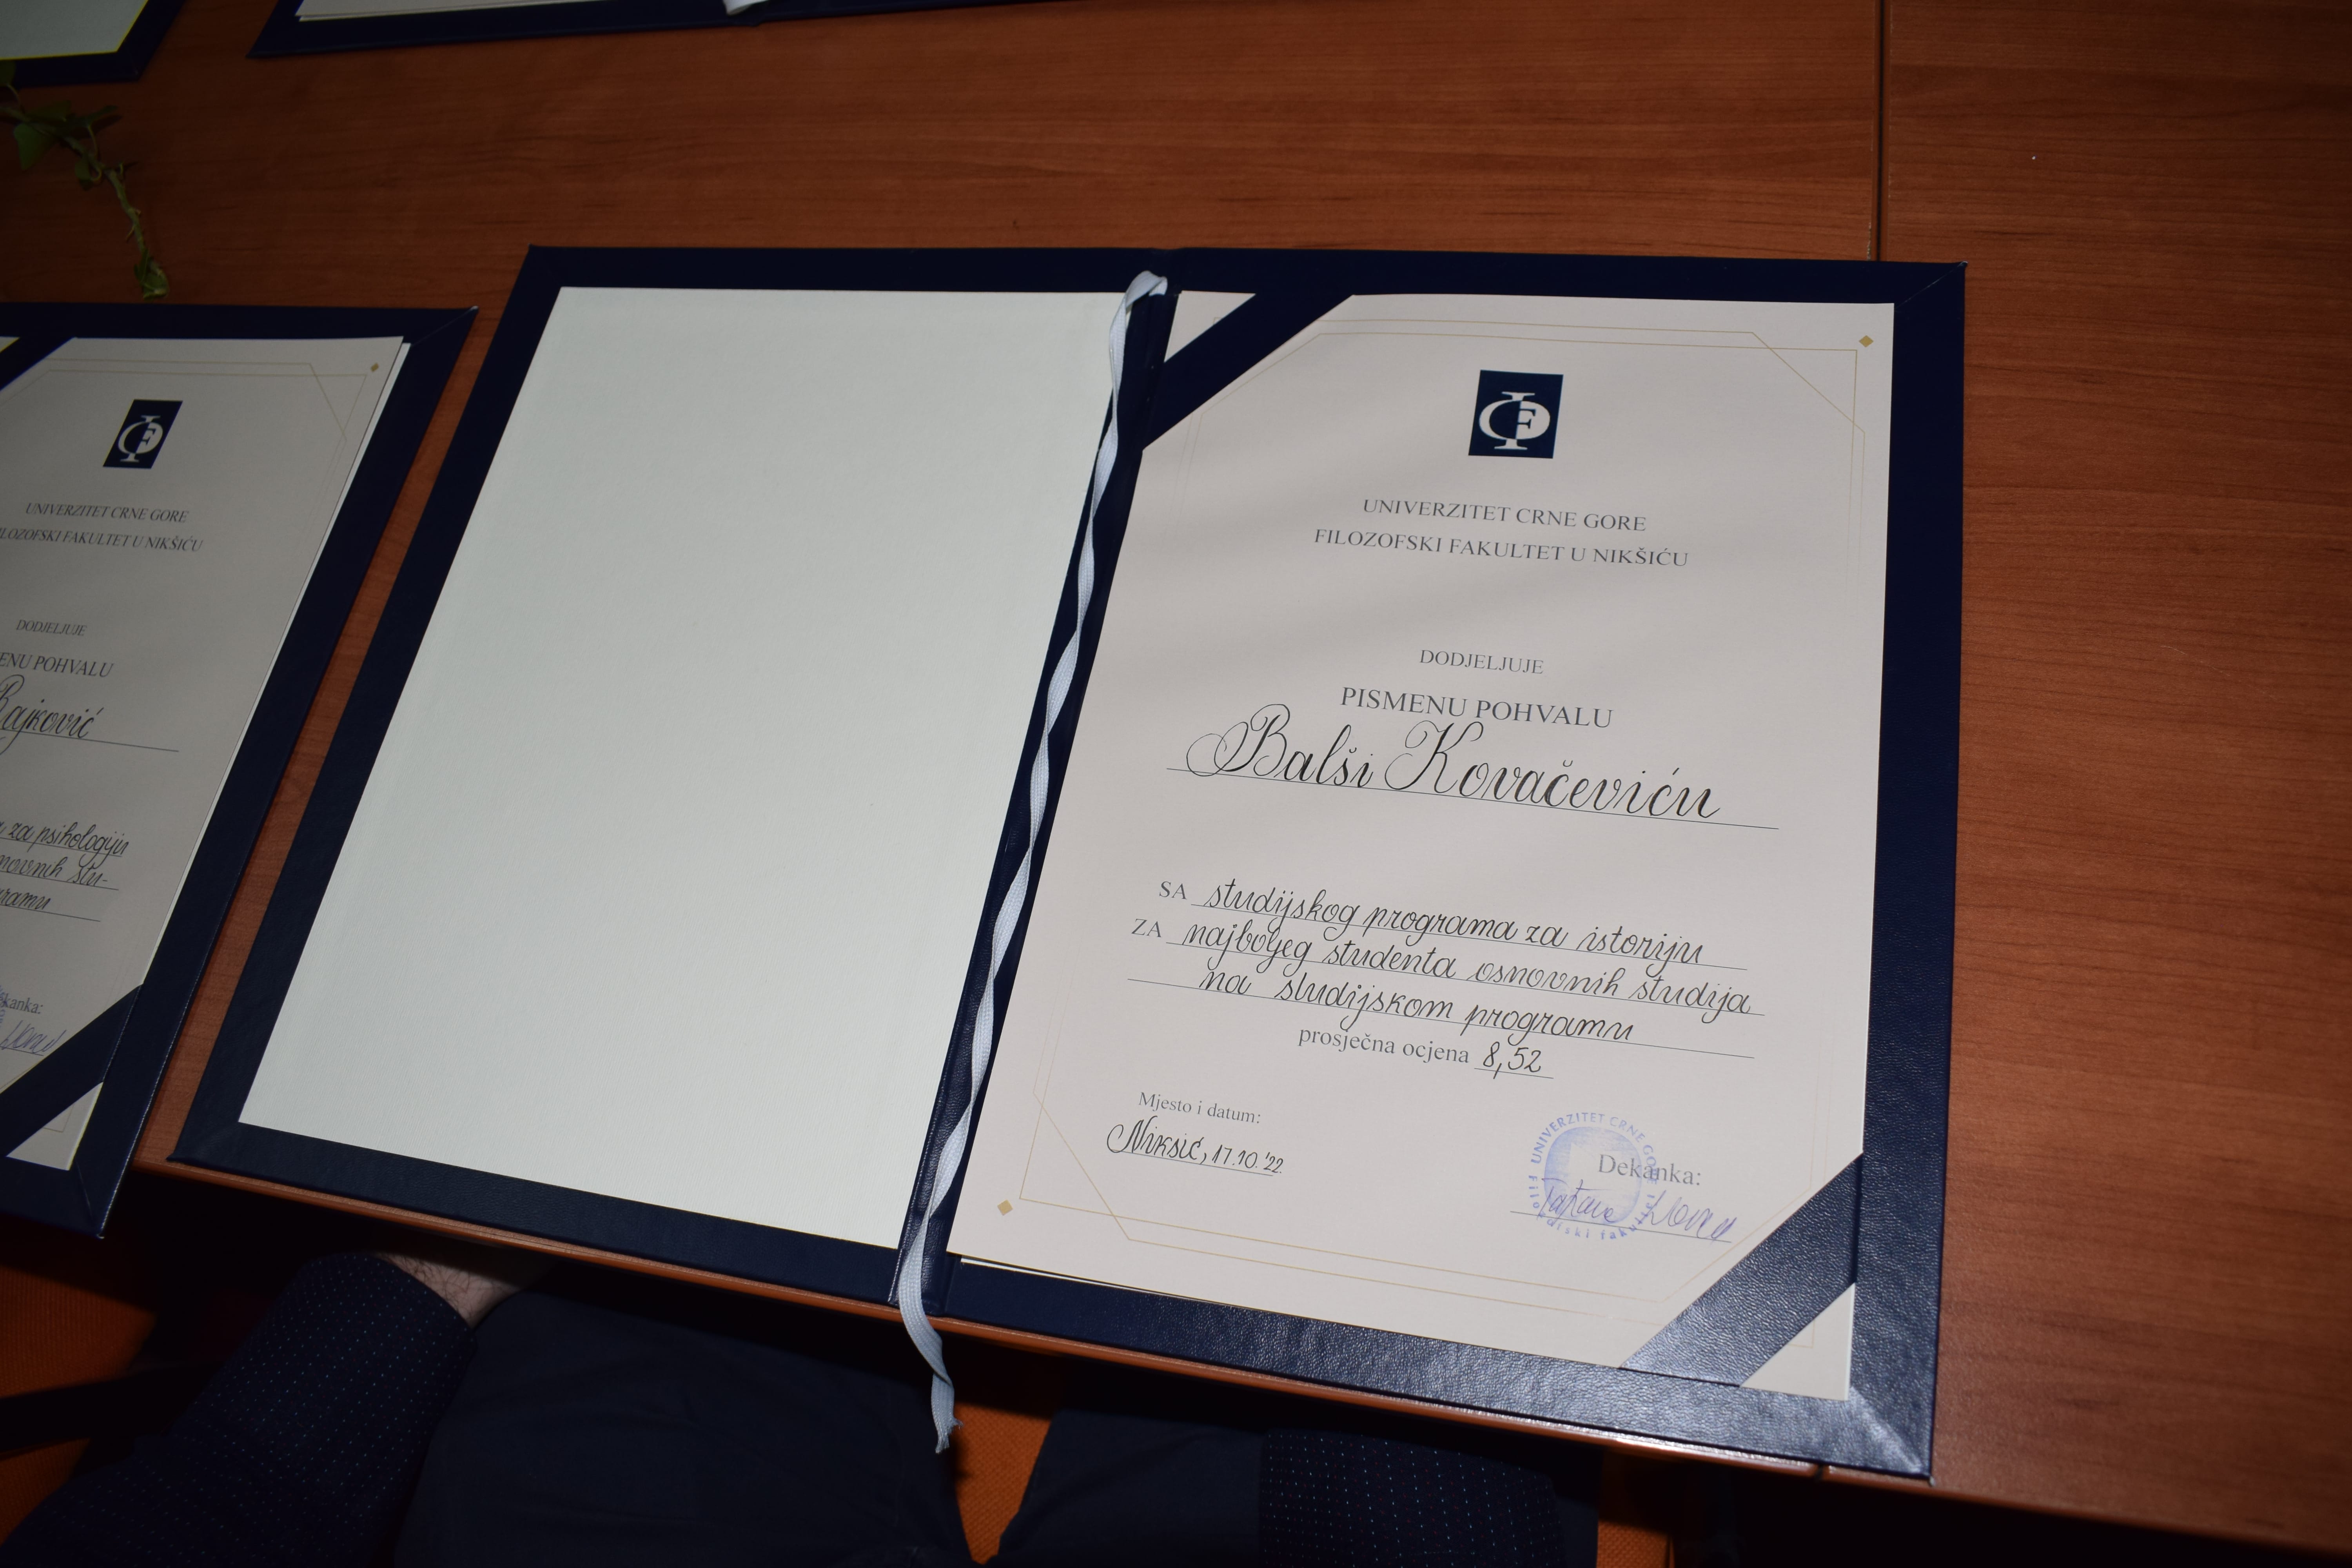 UNIVERZITET CRNE GORE
FILOZOFSKI FAKULTET U NIKŠIĆU
DODJELJUJE
PISMENU POHVALU
Balši Kovačeviću
SA studijskog programa za istoriju
ZA najboljeg studenta osnovnih studija
na studijskom programu
prosječna ocjena 8,52
Mjesto i datum:
Nikšić, 17.10.'22.
Dekanka:
UNIVERZITET CRNE GORE
UNIVERZITET CRNE GORE
FAKULTET U NIKŠIĆU
DODJELJUJE
POHVALU
Rajković
za psihologiju